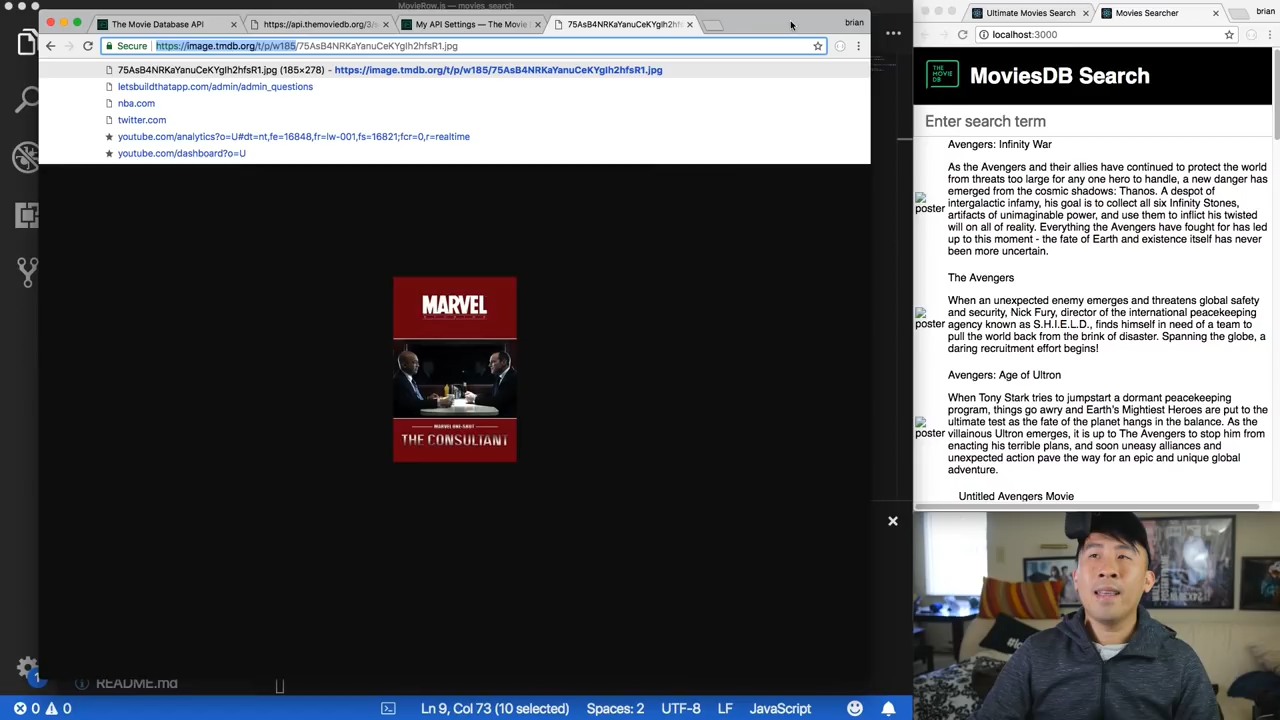 MovieRow.js — movies_search
The Movie Database API
https://api.themoviedb.org/3/s
My API Settings — The Movie
75AsB4NRKaYanuCeKYgIh2hfs
brian
Secure
https://image.tmdb.org/t/p/w185/75AsB4NRKaYanuCeKYgIh2hfsR1.jpg
75AsB4NRKaYanuCeKYgIh2hfsR1.jpg (185×278) - https://image.tmdb.org/t/p/w185/75AsB4NRKaYanuCeKYgIh2hfsR1.jpg
letsbuildthatapp.com/admin/admin_questions
nba.com
twitter.com
youtube.com/analytics?o=U#dt=nt,fe=16848,fr=lw-001,fs=16821;fcr=0,r=realtime
youtube.com/dashboard?o=U
MARVEL
MARVEL ONE-SHOT
THE CONSULTANT
README.md
1
0 0
Ln 9, Col 73 (10 selected)
Spaces: 2
UTF-8
LF
JavaScript
Ultimate Movies Search
Movies Searcher
brian
localhost:3000
THE
MOVIE
DB
MoviesDB Search
Enter search term
Avengers: Infinity War
poster
As the Avengers and their allies have continued to protect the world
from threats too large for any one hero to handle, a new danger has
emerged from the cosmic shadows: Thanos. A despot of
intergalactic infamy, his goal is to collect all six Infinity Stones,
artifacts of unimaginable power, and use them to inflict his twisted
will on all of reality. Everything the Avengers have fought for has led
up to this moment - the fate of Earth and existence itself has never
been more uncertain.
The Avengers
poster
When an unexpected enemy emerges and threatens global safety
and security, Nick Fury, director of the international peacekeeping
agency known as S.H.I.E.L.D., finds himself in need of a team to
pull the world back from the brink of disaster. Spanning the globe, a
daring recruitment effort begins!
Avengers: Age of Ultron
poster
When Tony Stark tries to jumpstart a dormant peacekeeping
program, things go awry and Earth's Mightiest Heroes are put to the
ultimate test as the fate of the planet hangs in the balance. As the
villainous Ultron emerges, it is up to The Avengers to stop him from
enacting his terrible plans, and soon uneasy alliances and
unexpected action pave the way for an epic and unique global
adventure.
Untitled Avengers Movie